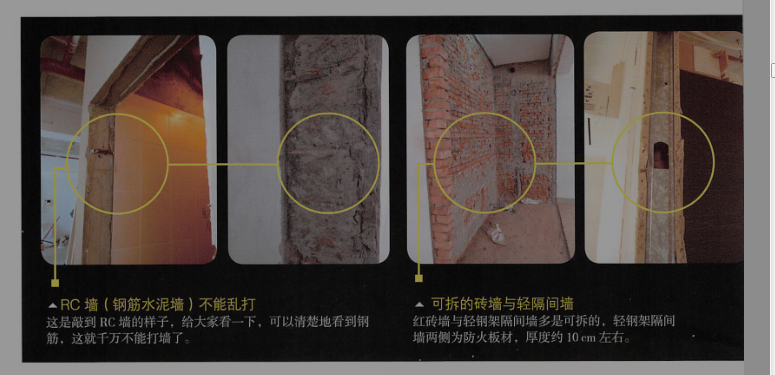 RC 墙（钢筋水泥墙）不能乱打
这是敲到 RC 墙的样子，给大家看一下，可以清楚地看到钢
筋，这就千万不能打墙了。
可拆的砖墙与轻隔间墙
红砖墙与轻钢架隔间墙多是可拆的，轻钢架隔间
墙两侧为防火板材，厚度约 10 cm 左右。